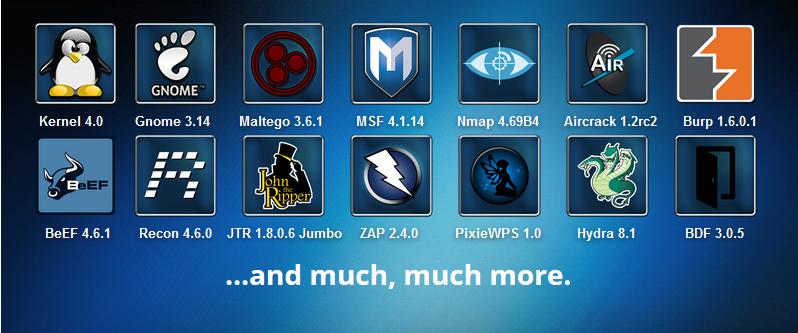 GNOME™
M
AIR
Kernel 4.0 Gnome 3.14 Maltego 3.6.1 MSF 4.1.14 Nmap 4.69B4 Aircrack 1.2rc2 Burp 1.6.0.1
BeEF
R
John
the
Ripper
BeEF 4.6.1 Recon 4.6.0 JTR 1.8.0.6 Jumbo ZAP 2.4.0 PixieWPS 1.0 Hydra 8.1 BDF 3.0.5
...and much, much more.